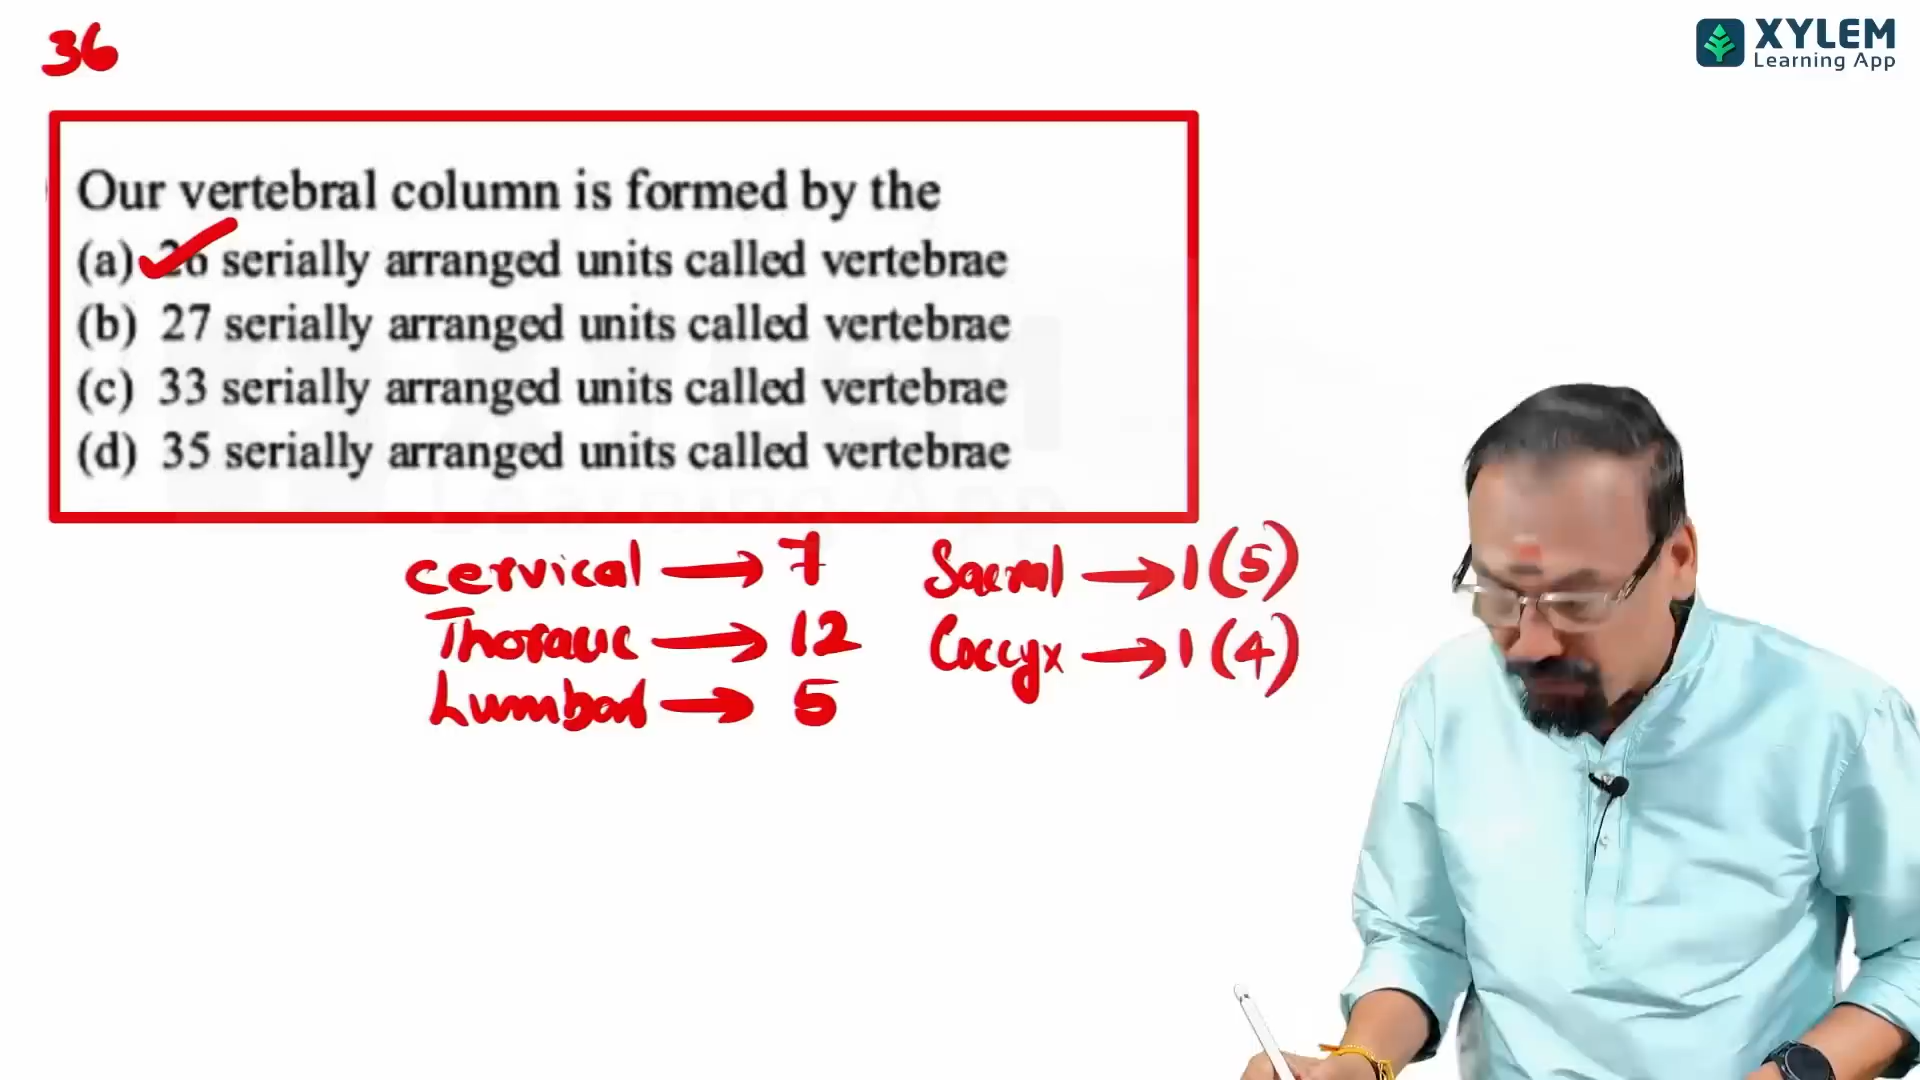 36
XYLEM
Learning App
Our vertebral column is formed by the
(a) 26 serially arranged units called vertebrae
(b) 27 serially arranged units called vertebrae
(c) 33 serially arranged units called vertebrae
(d) 35 serially arranged units called vertebrae
cervical → 7
Thoracic → 12
Lumbar → 5
Sacral → 1 (5)
Coccyx → 1 (4)